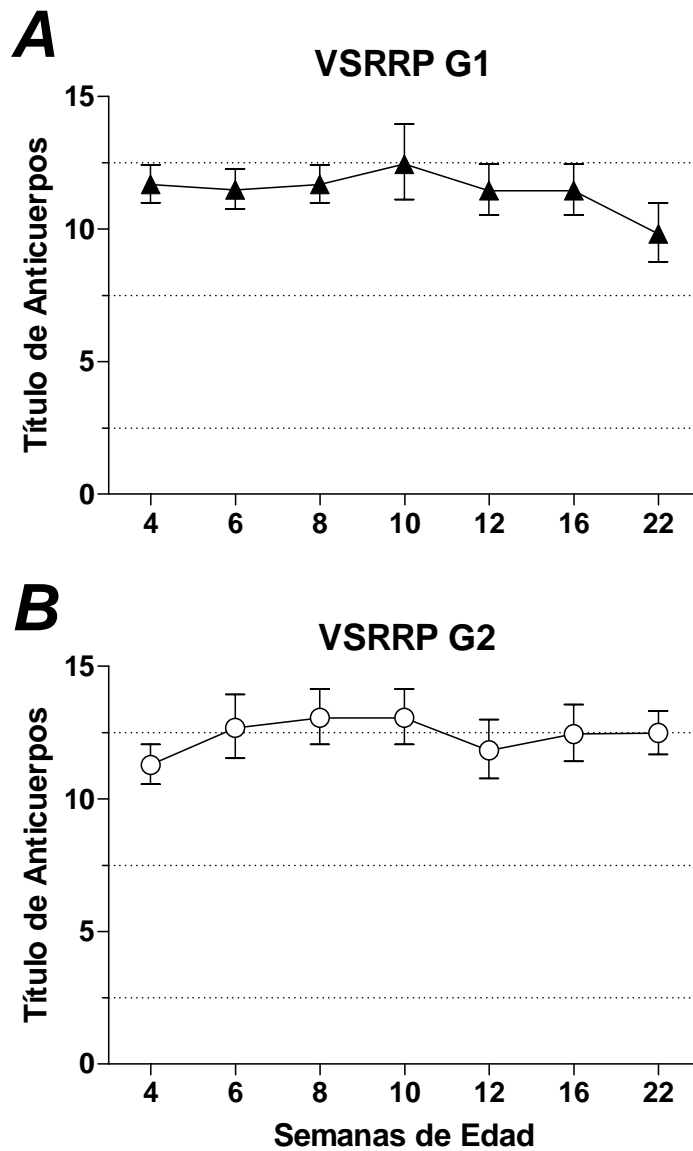 A
VSRRP G1
Título de Anticuerpos
15
10
5
0
4 6 8 10 12 16 22
B
VSRRP G2
Título de Anticuerpos
15
10
5
0
4 6 8 10 12 16 22
Semanas de Edad